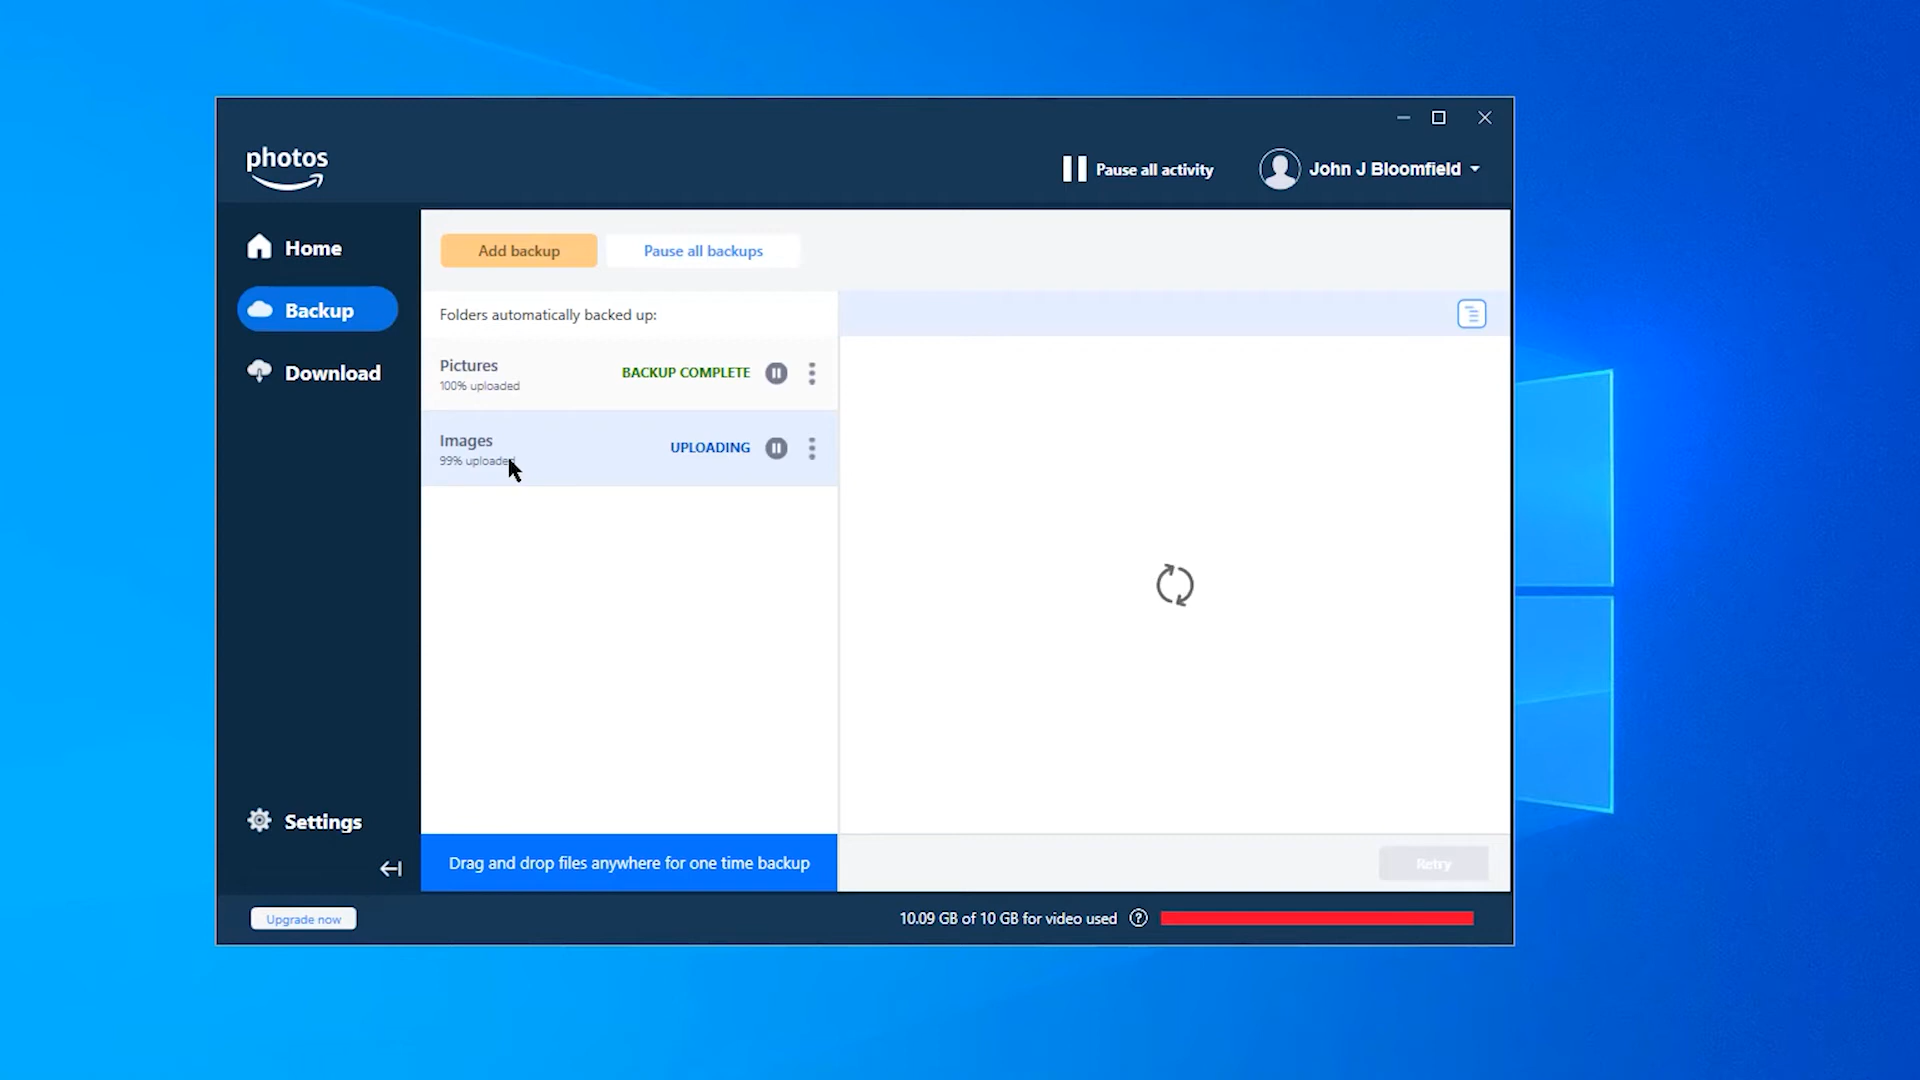 photos
Pause all activity
John J Bloomfield
Home
Backup
Download
Add backup
Pause all backups
Folders automatically backed up:
Pictures
100% uploaded
BACKUP COMPLETE
Images
99% uploaded
UPLOADING
Settings
Drag and drop files anywhere for one time backup
Retry
Upgrade now
10.09 GB of 10 GB for video used